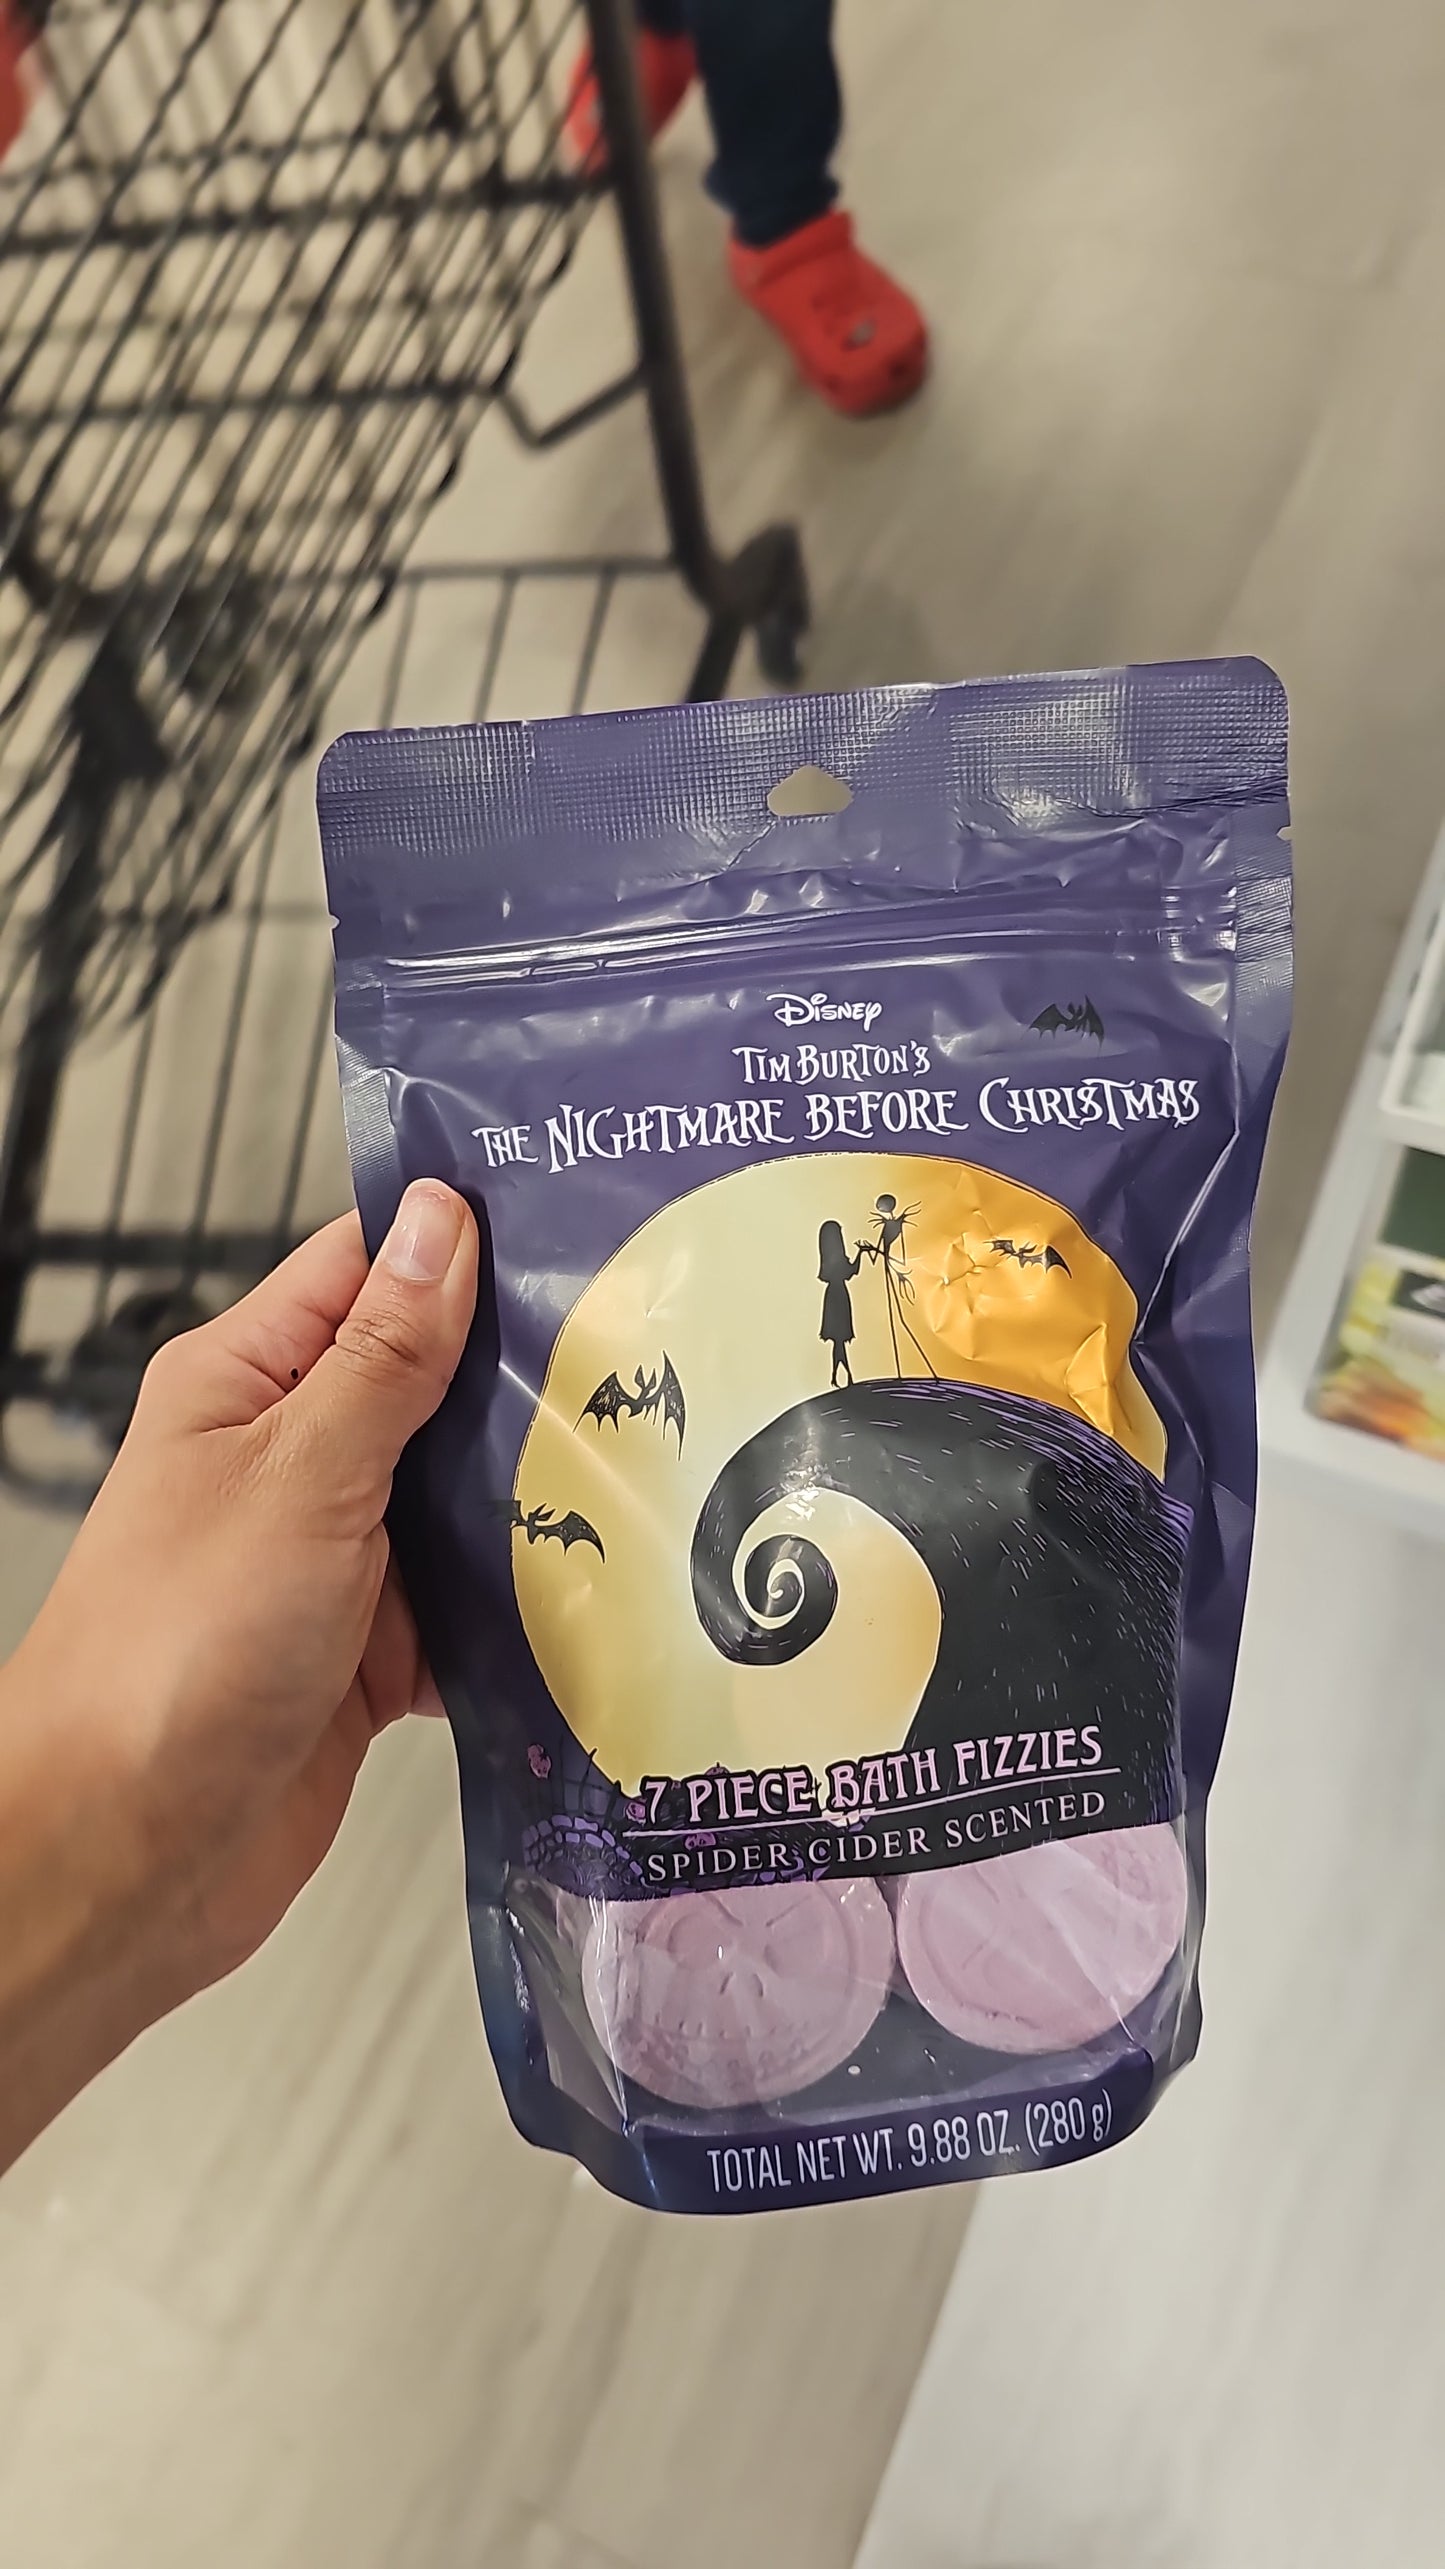 Disney
Tim Burton's
The Nightmare Before Christmas
7 PIECE BATH FIZZIES
SPIDER CIDER SCENTED
TOTAL NET WT. 9.88 OZ. (280 g)